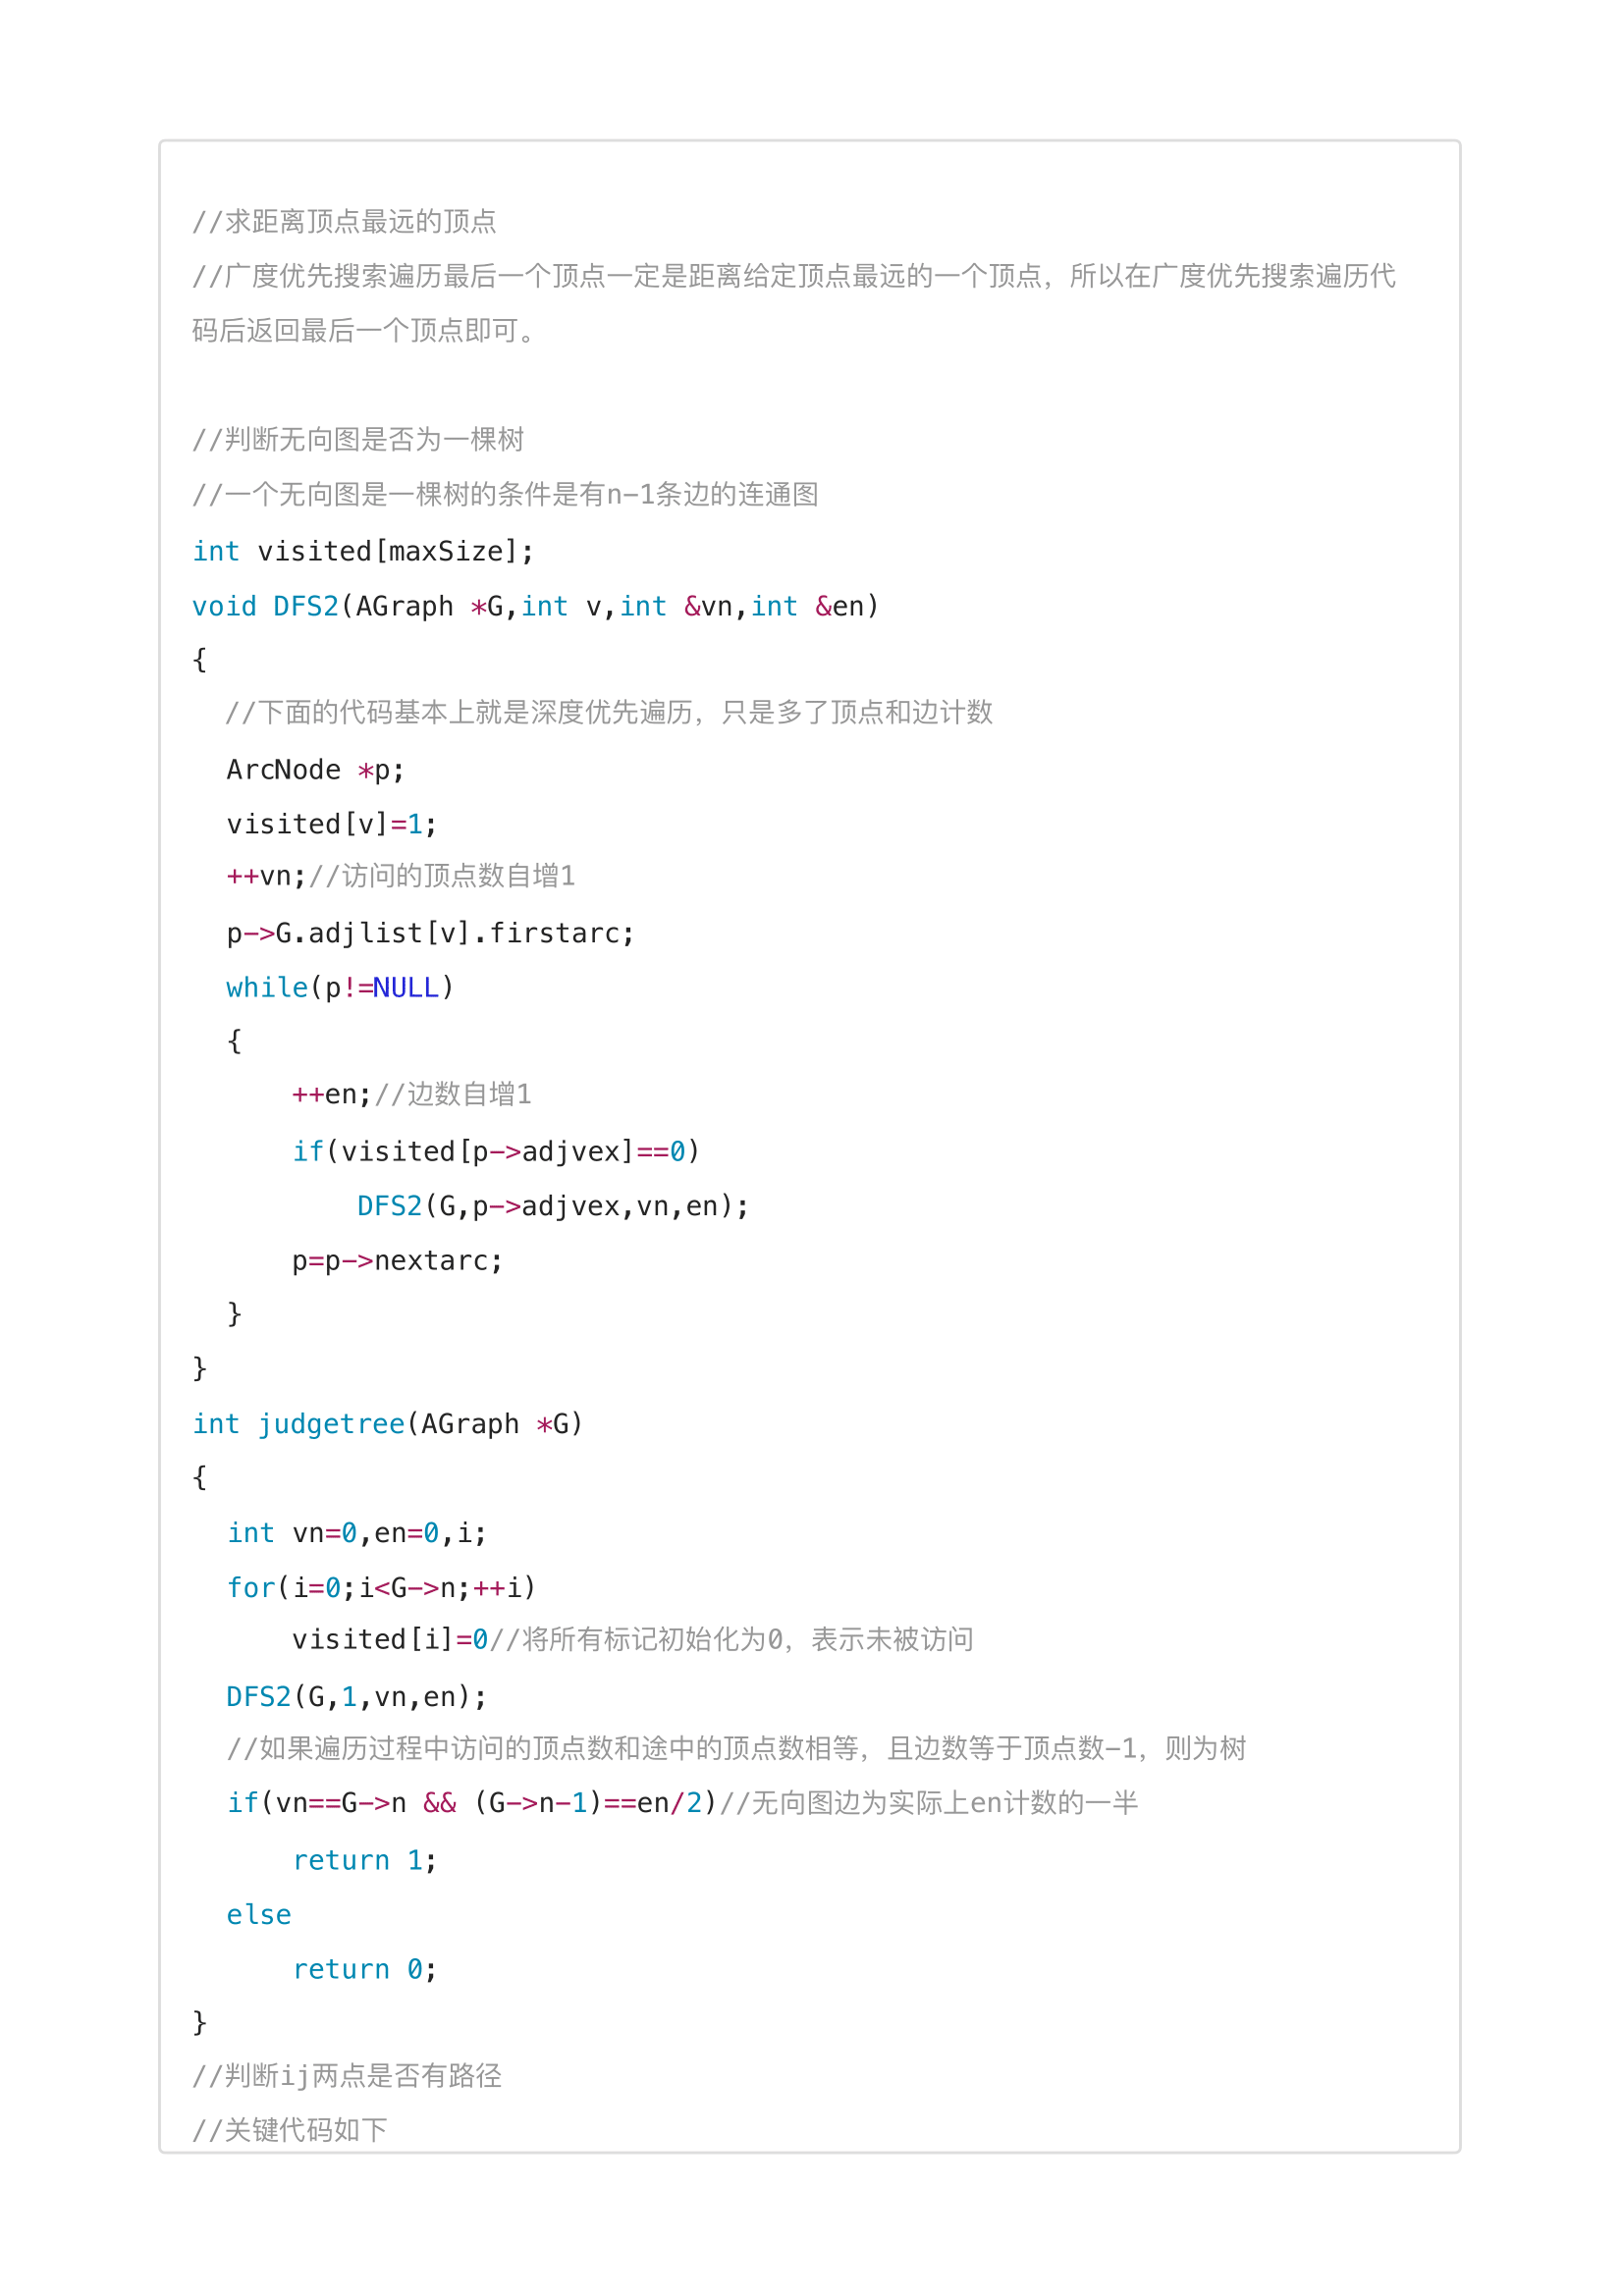 //求距离顶点最远的顶点
//广度优先搜索遍历最后一个顶点一定是距离给定顶点最远的一个顶点，所以在广度优先搜索遍历代
码后返回最后一个顶点即可。
//判断无向图是否为一棵树
//一个无向图是一棵树的条件是有n-1条边的连通图
int visited[maxSize];
void DFS2(AGraph *G,int v,int &vn,int &en)
{
  //下面的代码基本上就是深度优先遍历，只是多了顶点和边计数
  ArcNode *p;
  visited[v]=1;
  ++vn;//访问的顶点数自增1
  p->G.adjlist[v].firstarc;
  while(p!=NULL)
  {
      ++en;//边数自增1
      if(visited[p->adjvex]==0)
          DFS2(G,p->adjvex,vn,en);
      p=p->nextarc;
  }
}
int judgetree(AGraph *G)
{
  int vn=0,en=0,i;
  for(i=0;i<G->n;++i)
      visited[i]=0//将所有标记初始化为0，表示未被访问
  DFS2(G,1,vn,en);
  //如果遍历过程中访问的顶点数和途中的顶点数相等，且边数等于顶点数-1，则为树
  if(vn==G->n && (G->n-1)==en/2)//无向图边为实际上en计数的一半
      return 1;
  else
      return 0;
}
//判断ij两点是否有路径
//关键代码如下